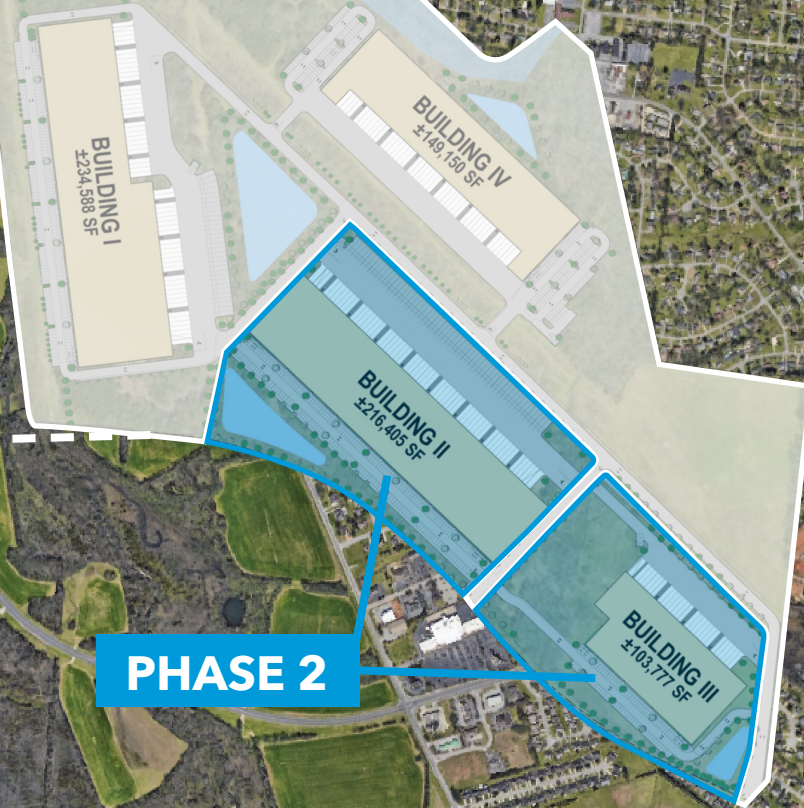 BUILDING I
±234,588 SF
BUILDING IV
±149,150 SF
BUILDING II
±216,405 SF
BUILDING III
±103,777 SF
PHASE 2